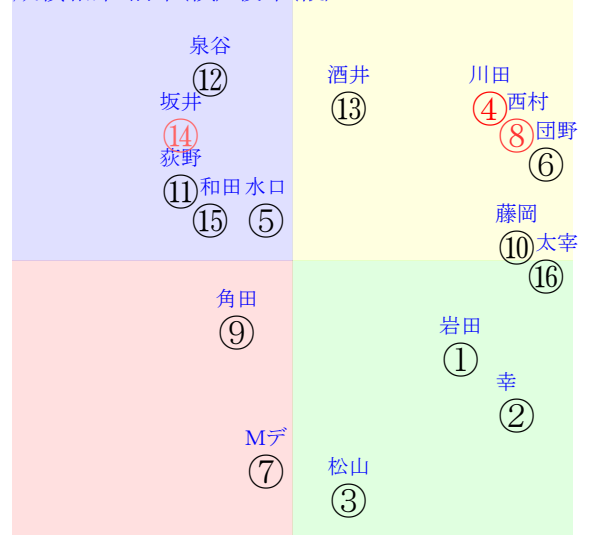 泉谷
⑫
酒井
⑬
川田
④
坂井
⑭
西村
⑧
団野
⑥
荻野
⑪
和田
⑮
水口
⑤
藤岡
⑩
太宰
⑯
角田
⑨
岩田
①
幸
②
Mデ
⑦
松山
③